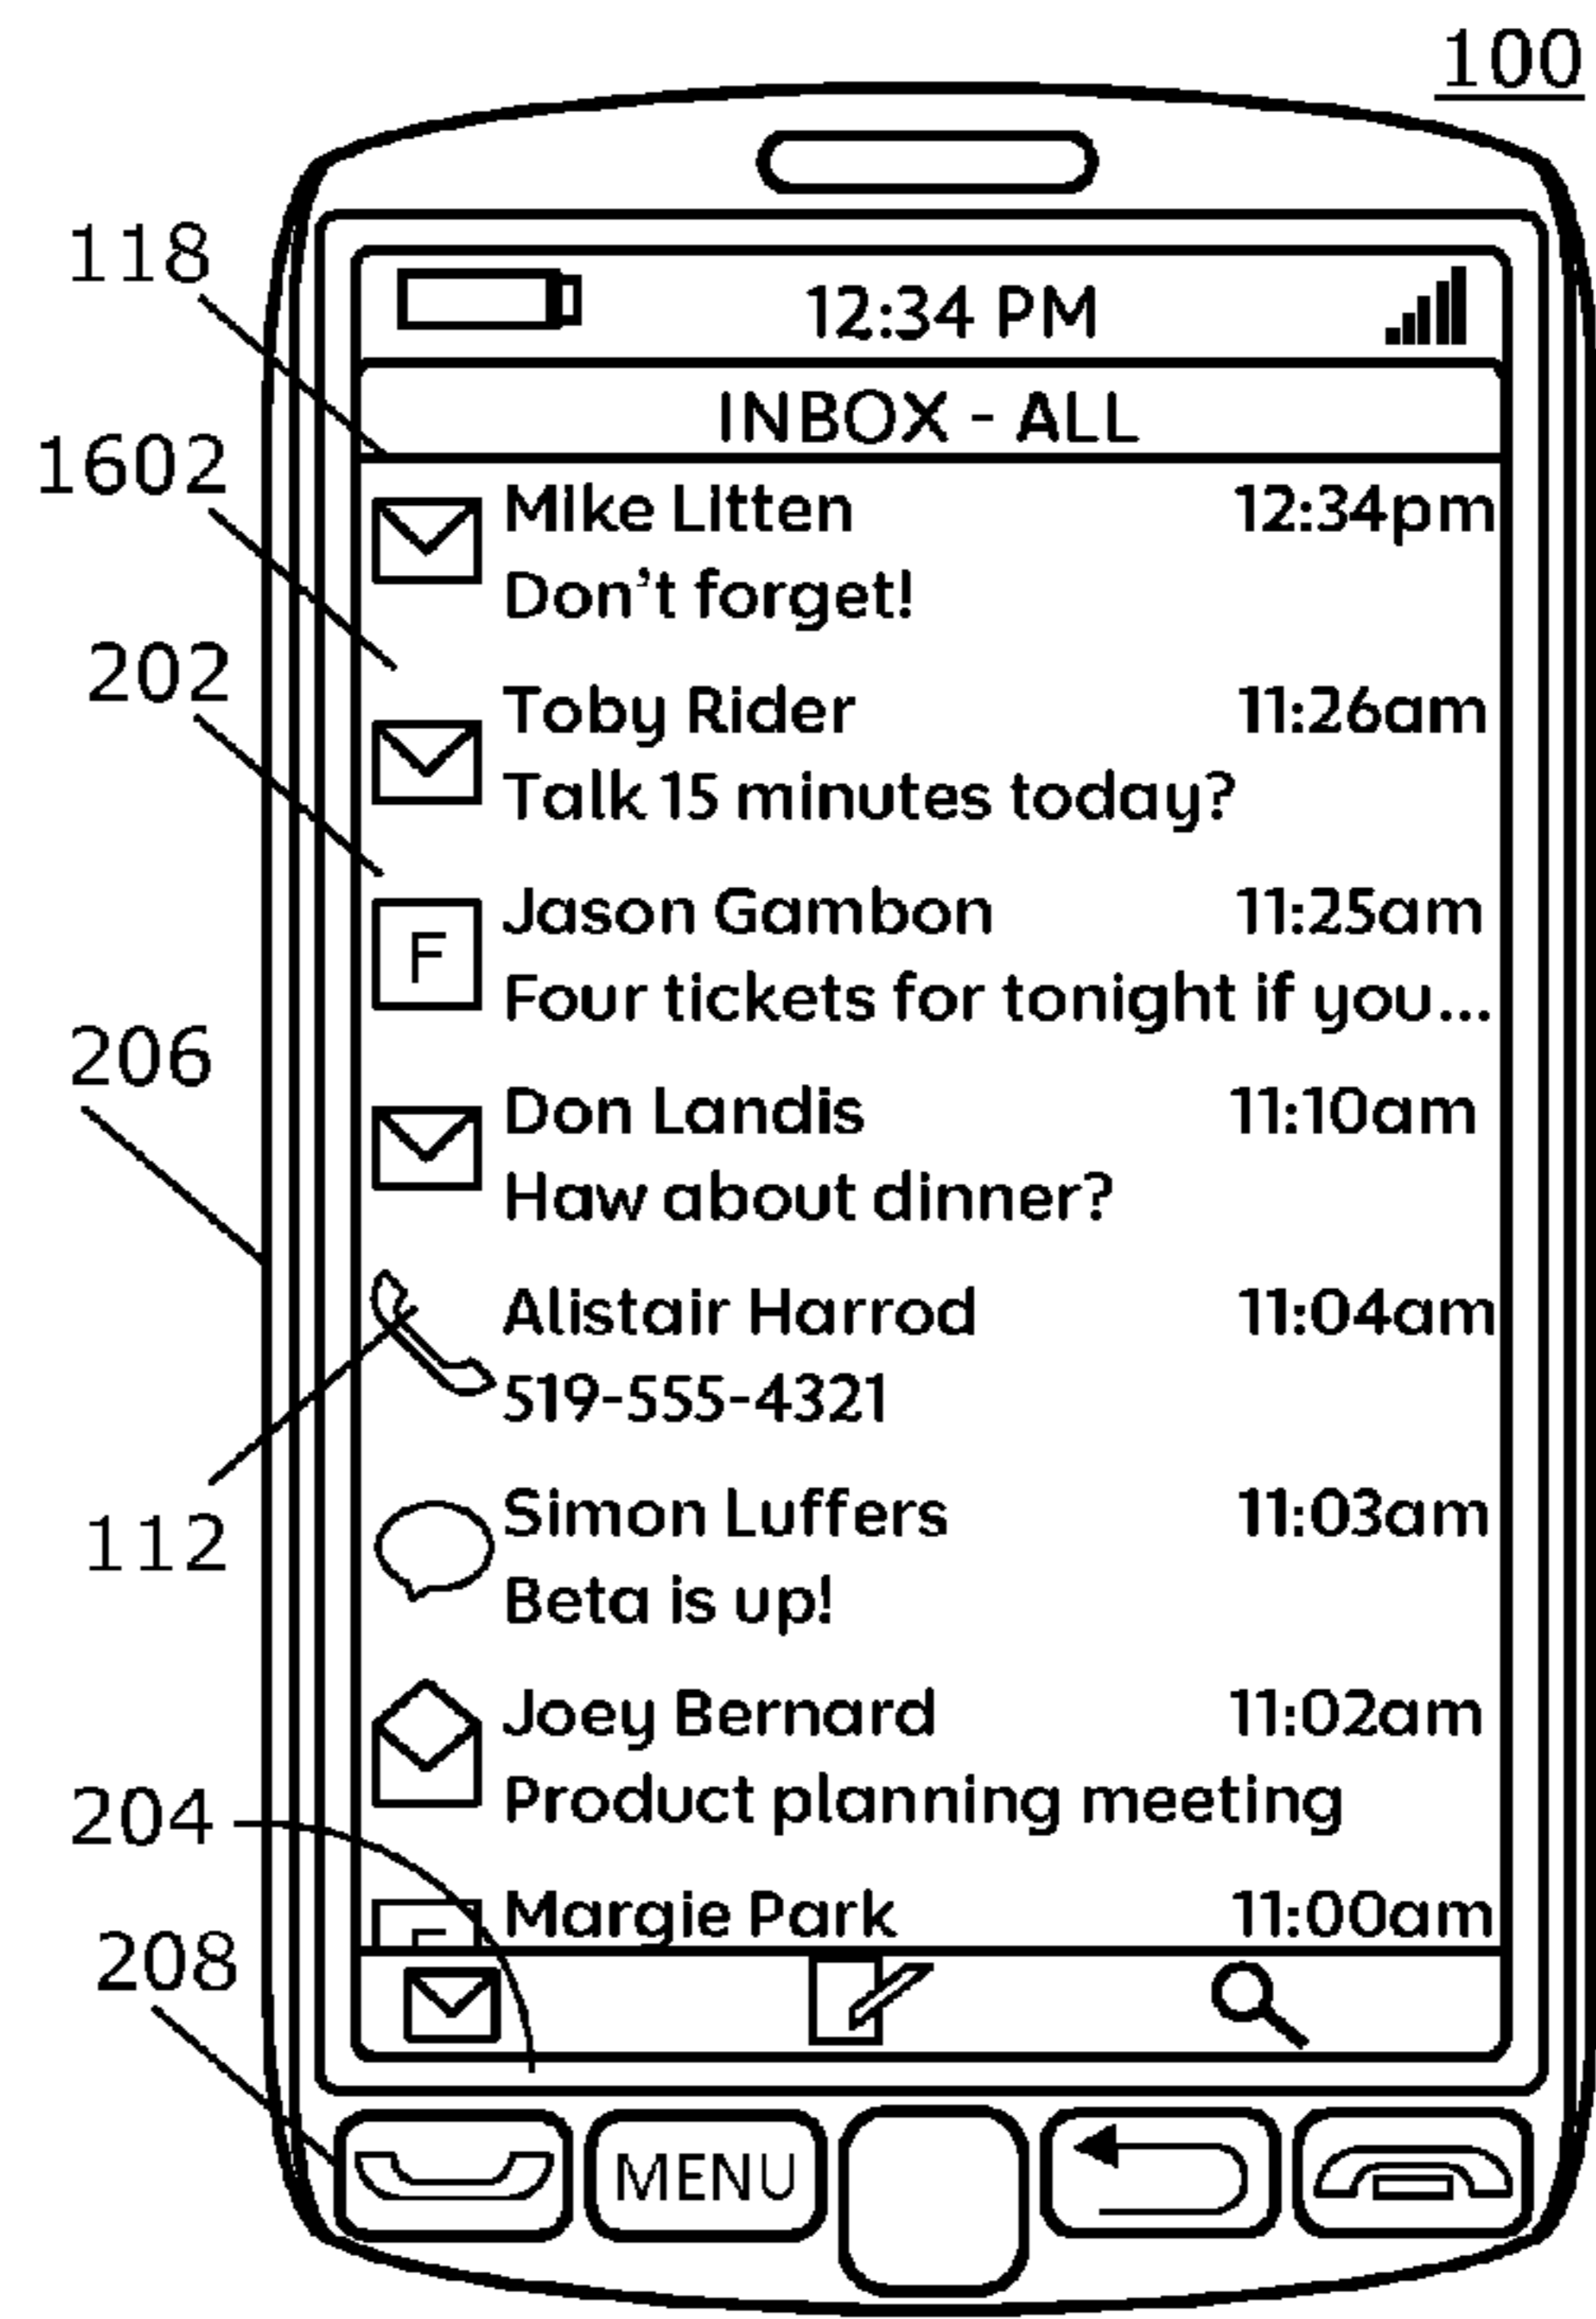 100
118
12:34 PM
INBOX - ALL
1602
Mike Litten 12:34pm
Don't forget!
202
Toby Rider 11:26am
Talk 15 minutes today?
F
Jason Gambon 11:25am
Four tickets for tonight if you...
206
Don Landis 11:10am
Haw about dinner?
Alistair Harrod 11:04am
519-555-4321
112
Simon Luffers 11:03am
Beta is up!
Joey Bernard 11:02am
Product planning meeting
204
Margie Park 11:00am
F
208
MENU